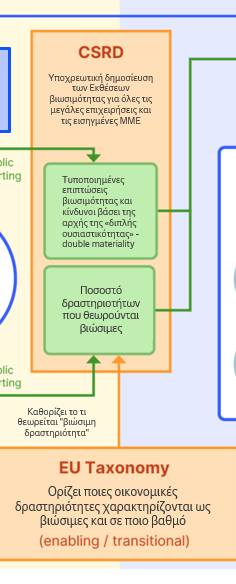 CSRD
Υποχρεωτική δημοσίευση
των Εκθέσεων
βιωσιμότητας για όλες τις
μεγάλες επιχειρήσεις και
τις εισηγμένες ΜΜΕ
Τυποποιημένες
επιπτώσεις
βιωσιμότητας και
κίνδυνοι βάσει της
αρχής της «διπλής
ουσιαστικότητας» -
double materiality
Ποσοστό
δραστηριοτήτων
που θεωρούνται
βιώσιμες
Καθορίζει το τι
θεωρείται "βιώσιμη
δραστηριότητα"
EU Taxonomy
Ορίζει ποιες οικονομικές
δραστηριότητες χαρακτηρίζονται ως
βιώσιμες και σε ποιο βαθμό
(enabling / transitional)